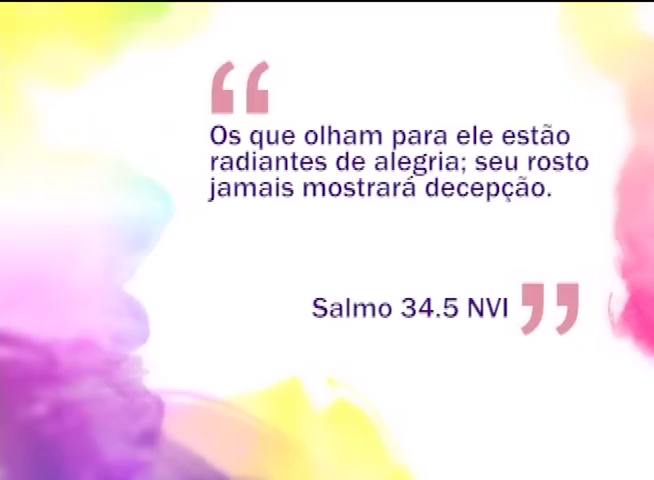 “
Os que olham para ele estão
radiantes de alegria; seu rosto
jamais mostrará decepção.
Salmo 34.5 NVI ”